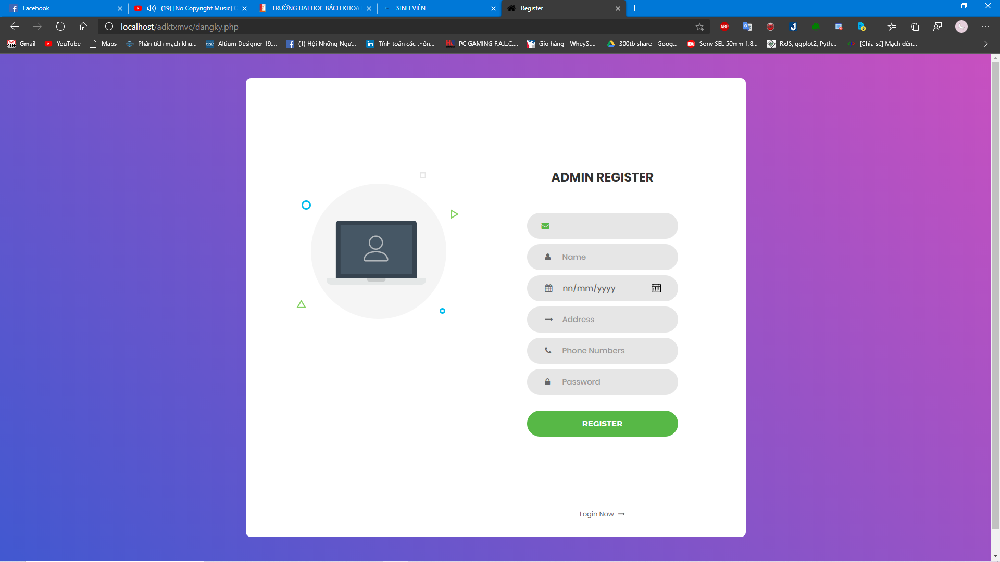 Facebook
(19) [No Copyright Music]
TRƯỜNG ĐẠI HỌC BÁCH KHOA
SINH VIÊN
Register
localhost/adktxmvc/dangky.php
ABP
Gmail
YouTube
Maps
Phân tích mạch khu...
Altium Designer 19....
(1) Hội Những Ngư...
Tính toán các thôn...
PC GAMING F.A.L.C....
Giỏ hàng - WheySt...
300tb share - Goog...
Sony SEL 50mm 1.8...
RxJS, ggplot2, Pyth...
[Chia sẻ] Mạch đèn...
ADMIN REGISTER
Name
nn/mm/yyyy
Address
Phone Numbers
Password
REGISTER
Login Now